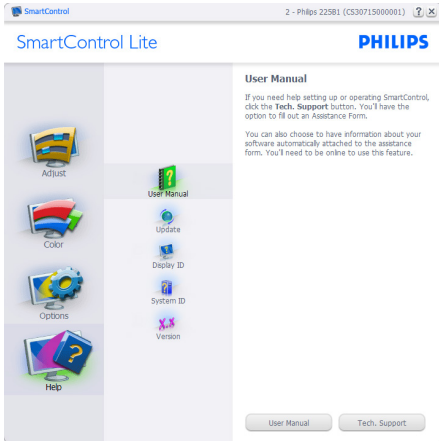 SmartControl
2 - Philips 225B1 (CS30715000001)
? ×
SmartControl Lite
PHILIPS
Adjust
Color
Options
Help
User Manual
Update
Display ID
System ID
Version
User Manual
If you need help setting up or operating SmartControl,
click the Tech. Support button. You'll have the
option to fill out an Assistance Form.
You can also choose to have information about your
software automatically attached to the assistance
form. You'll need to be online to use this feature.
User Manual
Tech. Support